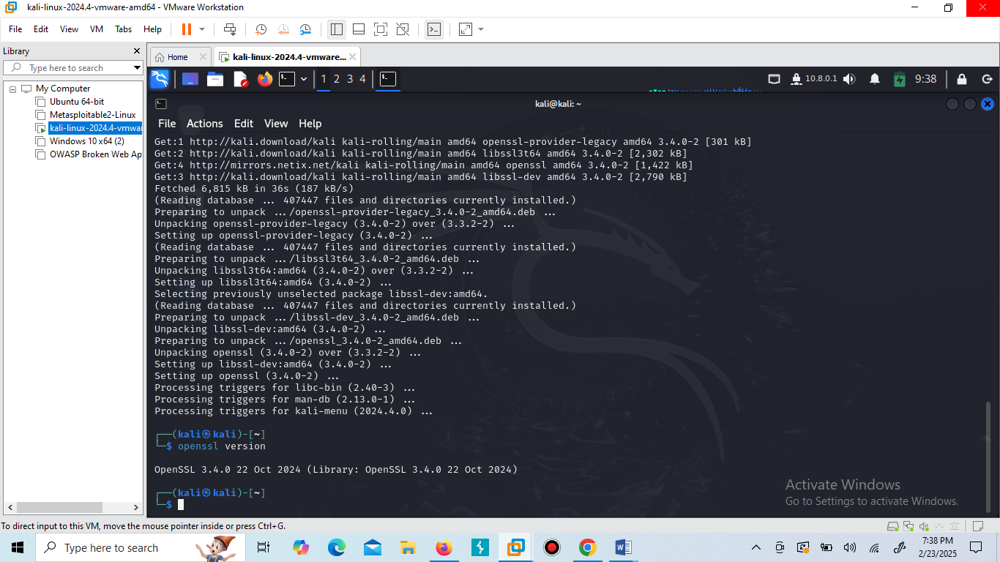 kali-linux-2024.4-vmware-amd64 - VMware Workstation
File Edit View VM Tabs Help
Library
Type here to search
My Computer
Ubuntu 64-bit
Metasploitable2-Linux
kali-linux-2024.4-vmwar
Windows 10 x64 (2)
OWASP Broken Web Ap
Home
kali-linux-2024.4-vmware...
1 2 3 4
10.8.0.1
9:38
kali@kali: ~
File Actions Edit View Help
Get:1 http://kali.download/kali kali-rolling/main amd64 openssl-provider-legacy amd64 3.4.0-2 [301 kB]
Get:2 http://kali.download/kali kali-rolling/main amd64 libssl3t64 amd64 3.4.0-2 [2,302 kB]
Get:4 http://mirrors.netix.net/kali kali-rolling/main amd64 openssl amd64 3.4.0-2 [1,422 kB]
Get:3 http://kali.download/kali kali-rolling/main amd64 libssl-dev amd64 3.4.0-2 [2,790 kB]
Fetched 6,815 kB in 36s (187 kB/s)
(Reading database ... 407447 files and directories currently installed.)
Preparing to unpack .../openssl-provider-legacy_3.4.0-2_amd64.deb ...
Unpacking openssl-provider-legacy (3.4.0-2) over (3.3.2-2) ...
Setting up openssl-provider-legacy (3.4.0-2) ...
(Reading database ... 407447 files and directories currently installed.)
Preparing to unpack .../libssl3t64_3.4.0-2_amd64.deb ...
Unpacking libssl3t64:amd64 (3.4.0-2) over (3.3.2-2) ...
Setting up libssl3t64:amd64 (3.4.0-2) ...
Selecting previously unselected package libssl-dev:amd64.
(Reading database ... 407447 files and directories currently installed.)
Preparing to unpack .../libssl-dev_3.4.0-2_amd64.deb ...
Unpacking libssl-dev:amd64 (3.4.0-2) ...
Preparing to unpack .../openssl_3.4.0-2_amd64.deb ...
Unpacking openssl (3.4.0-2) over (3.3.2-2) ...
Setting up libssl-dev:amd64 (3.4.0-2) ...
Setting up openssl (3.4.0-2) ...
Processing triggers for libc-bin (2.40-3) ...
Processing triggers for man-db (2.13.0-1) ...
Processing triggers for kali-menu (2024.4.0) ...
┌──(kali㉿kali)-[~]
└─$ openssl version
OpenSSL 3.4.0 22 Oct 2024 (Library: OpenSSL 3.4.0 22 Oct 2024)
┌──(kali㉿kali)-[~]
└─$
Activate Windows
Go to Settings to activate Windows.
To direct input to this VM, move the mouse pointer inside or press Ctrl+G.
Type here to search
7:38 PM
2/23/2025